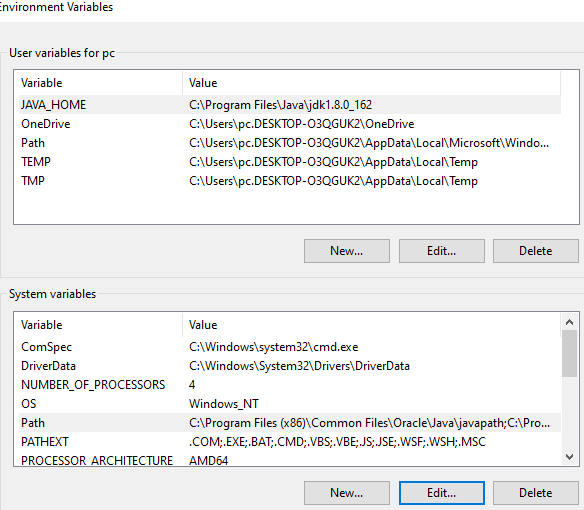 Environment Variables
User variables for pc
Variable Value
JAVA_HOME C:\Program Files\Java\jdk1.8.0_162
OneDrive C:\Users\pc.DESKTOP-O3QGUK2\OneDrive
Path C:\Users\pc.DESKTOP-O3QGUK2\AppData\Local\Microsoft\Windo...
TEMP C:\Users\pc.DESKTOP-O3QGUK2\AppData\Local\Temp
TMP C:\Users\pc.DESKTOP-O3QGUK2\AppData\Local\Temp
New... Edit... Delete
System variables
Variable Value
ComSpec C:\Windows\system32\cmd.exe
DriverData C:\Windows\System32\Drivers\DriverData
NUMBER_OF_PROCESSORS 4
OS Windows_NT
Path C:\Program Files (x86)\Common Files\Oracle\Java\javapath;C:\Pro...
PATHEXT .COM;.EXE;.BAT;.CMD;.VBS;.VBE;.JS;.JSE;.WSF;.WSH;.MSC
PROCESSOR_ARCHITECTURE AMD64
New... Edit... Delete